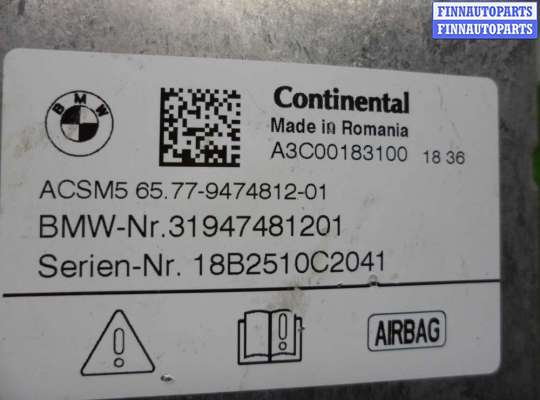 FINNAUTOPARTS
FINNAUTOPARTS
BMW
Continental
Made in Romania
A3C00183100 18 36
ACSM5 65.77-9474812-01
BMW-Nr.31947481201
Serien-Nr. 18B2510C2041
AIRBAG